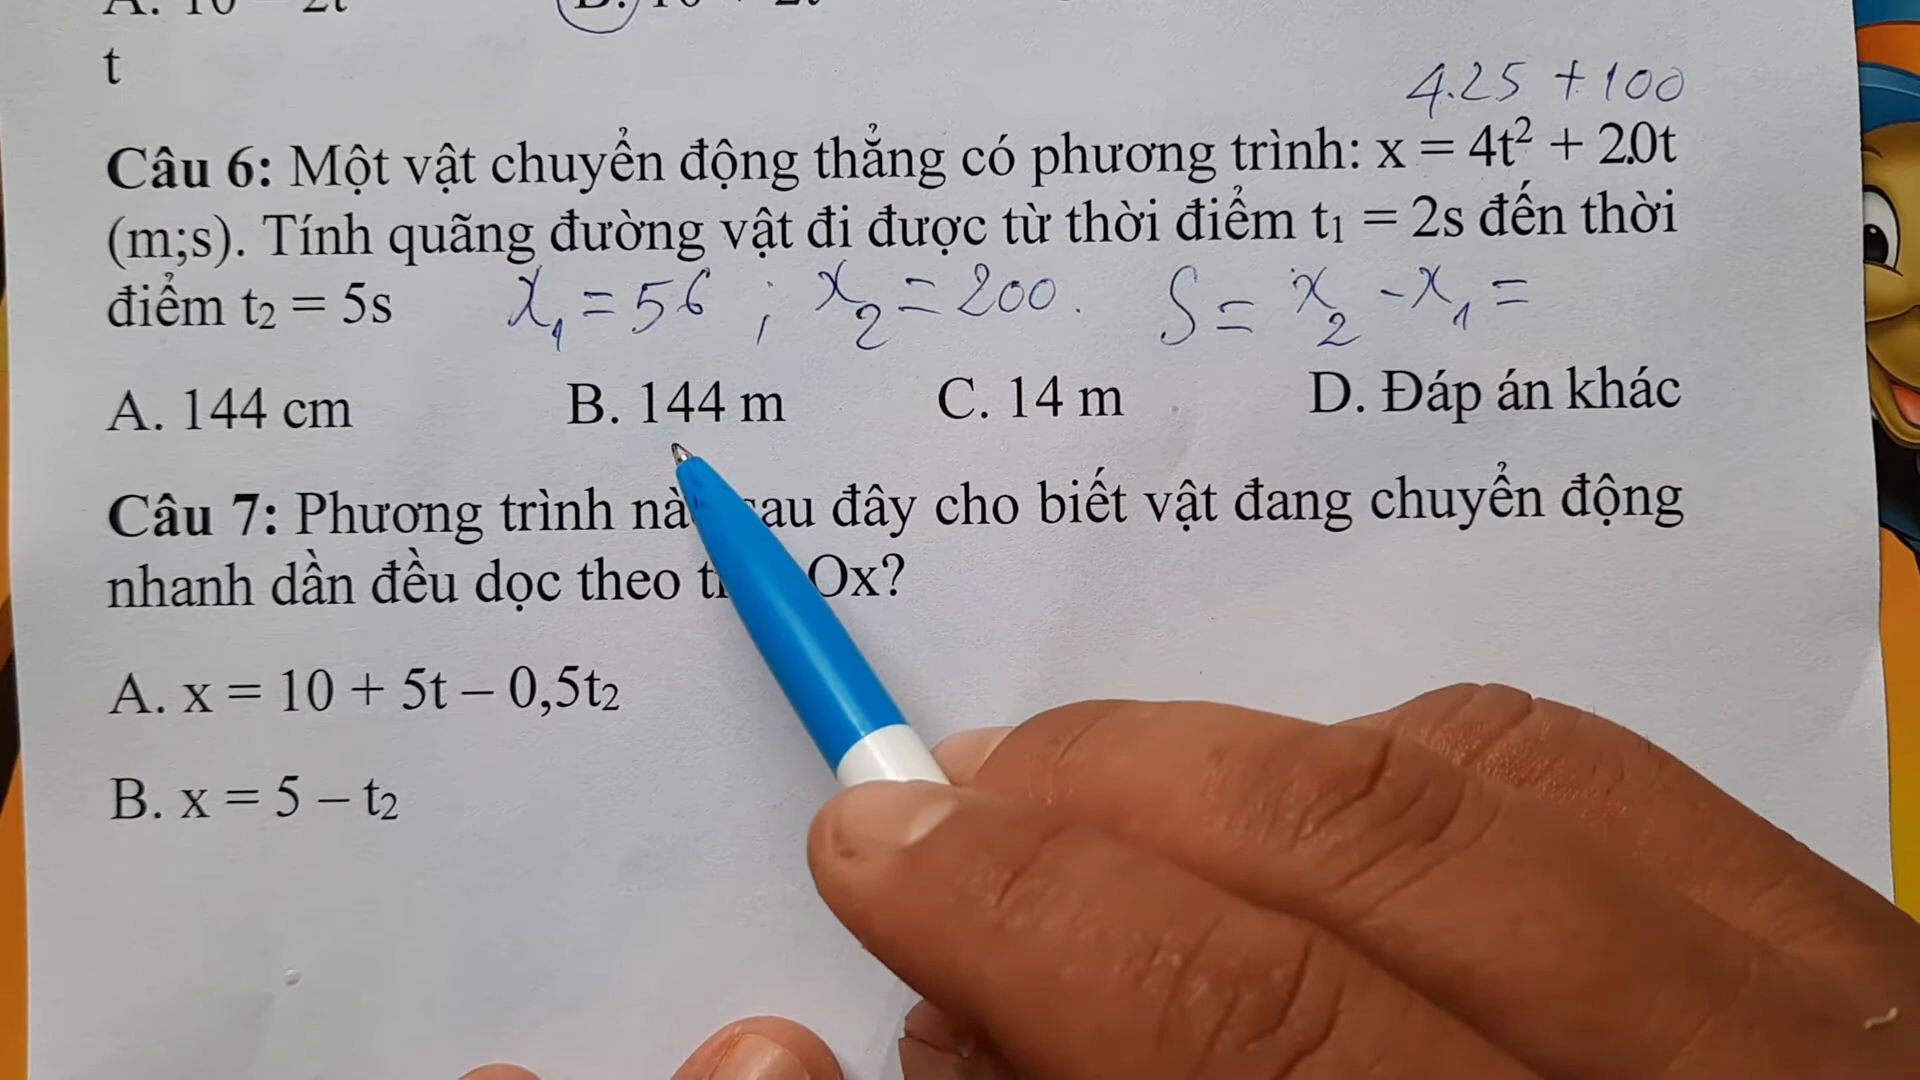 t
4.25 + 100
Câu 6: Một vật chuyển động thẳng có phương trình: x = 4t² + 20t
(m;s). Tính quãng đường vật đi được từ thời điểm t₁ = 2s đến thời
điểm t₂ = 5s x₁ = 56 ; x₂ = 200. S = x₂ - x₁ =
A. 144 cm B. 144 m C. 14 m D. Đáp án khác
Câu 7: Phương trình sau đây cho biết vật đang chuyển động
nhanh dần đều dọc theo Ox?
A. x = 10 + 5t – 0,5t₂
B. x = 5 – t₂